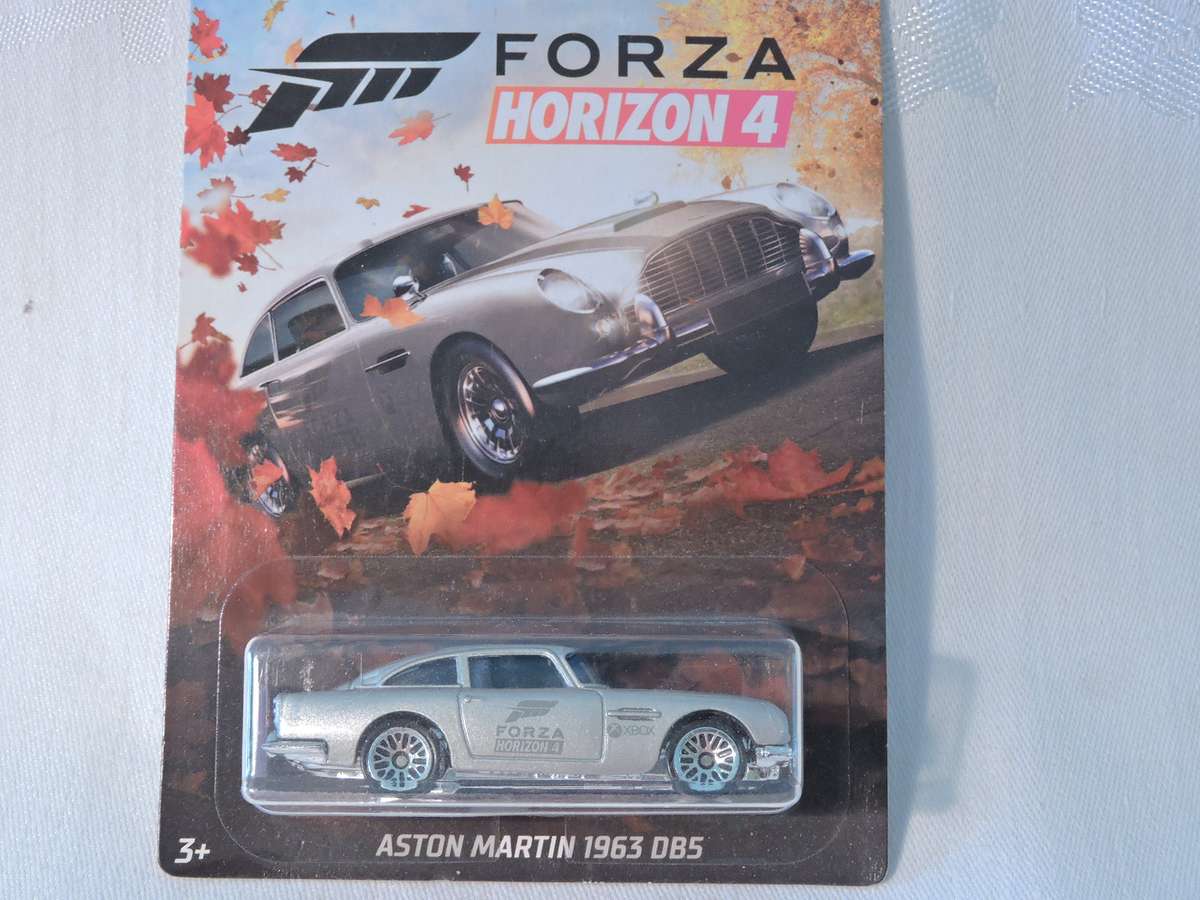 FORZA
HORIZON 4
FORZA
HORIZON 4
XBOX
ASTON MARTIN 1963 DB5
3+